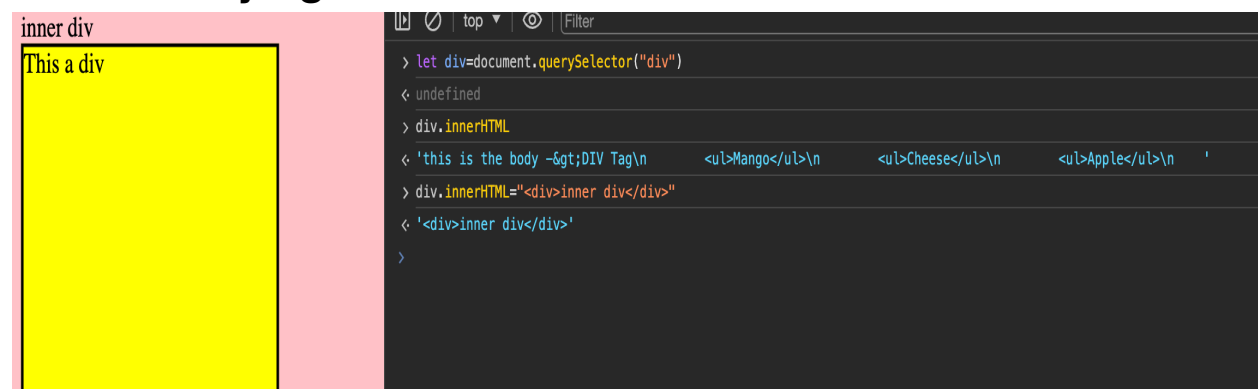 inner div
This a div
top ▼ Filter
> let div=document.querySelector("div")
<· undefined
> div.innerHTML
<· 'this is the body -&gt;DIV Tag\n       <ul>Mango</ul>\n       <ul>Cheese</ul>\n       <ul>Apple</ul>\n   '
> div.innerHTML="<div>inner div</div>"
<· '<div>inner div</div>'
>